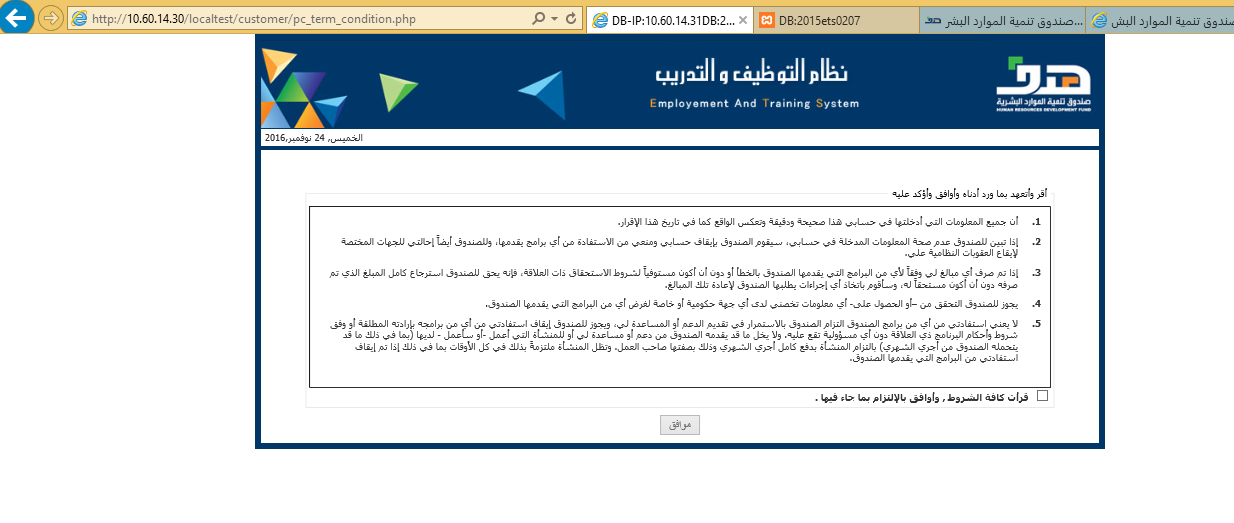 http://10.60.14.30/localtest/customer/pc_term_condition.php
DB-IP:10.60.14.31DB:2...
DB:2015ets0207
صندوق تنمية الموارد البشر...
صندوق تنمية الموارد البش
نظام التوظيف و التدريب
Employement And Training System
هدف
صندوق تنمية الموارد البشرية
HUMAN RESOURCES DEVELOPMENT FUND
الخميس, 24 نوفمبر,2016
أقر وأتعهد بما ورد أدناه وأوافق وأؤكد عليه
1. أن جميع المعلومات التي أدخلتها في حسابي هذا صحيحة ودقيقة وتعكس الواقع كما في تاريخ هذا الإقرار.
2. إذا تبين للصندوق عدم صحة المعلومات المدخلة في حسابي، سيقوم الصندوق بإيقاف حسابي ومنعي من الاستفادة من أي برامج يقدمها، وللصندوق أيضاً إحالتي للجهات المختصة
لإيقاع العقوبات النظامية علي.
3. إذا تم صرف أي مبالغ لي وفقاً لأي من البرامج التي يقدمها الصندوق بالخطأ أو دون أن أكون مستوفياً لشروط الاستحقاق ذات العلاقة، فإنه يحق للصندوق استرجاع كامل المبلغ الذي تم
صرفه دون أن أكون مستحقاً له، وسأقوم باتخاذ أي إجراءات يطلبها الصندوق لإعادة تلك المبالغ.
4. يجوز للصندوق التحقق من –أو الحصول على- أي معلومات تخصني لدى أي جهة حكومية أو خاصة لغرض أي من البرامج التي يقدمها الصندوق.
5. لا يعني استفادتي من أي من برامج الصندوق التزام الصندوق بالاستمرار في تقديم الدعم أو المساعدة لي، ويجوز للصندوق إيقاف استفادتي من أي من برامجه بإرادته المطلقة أو وفق
شروط وأحكام البرنامج ذي العلاقة دون أي مسؤولية تقع عليه. ولا يخل ما قد يقدمه الصندوق من دعم أو مساعدة لي أو للمنشأة التي أعمل -أو سأعمل - لديها (بما في ذلك ما قد
يتحمله الصندوق من أجري الشهري) بالتزام المنشأة بدفع كامل أجري الشهري وذلك بصفتها صاحب العمل. وتظل المنشأة ملتزمةً بذلك في كل الأوقات بما في ذلك إذا تم إيقاف
استفادتي من البرامج التي يقدمها الصندوق.
قرأت كافة الشروط , وأوافق بالإلتزام بما جاء فيها .
موافق